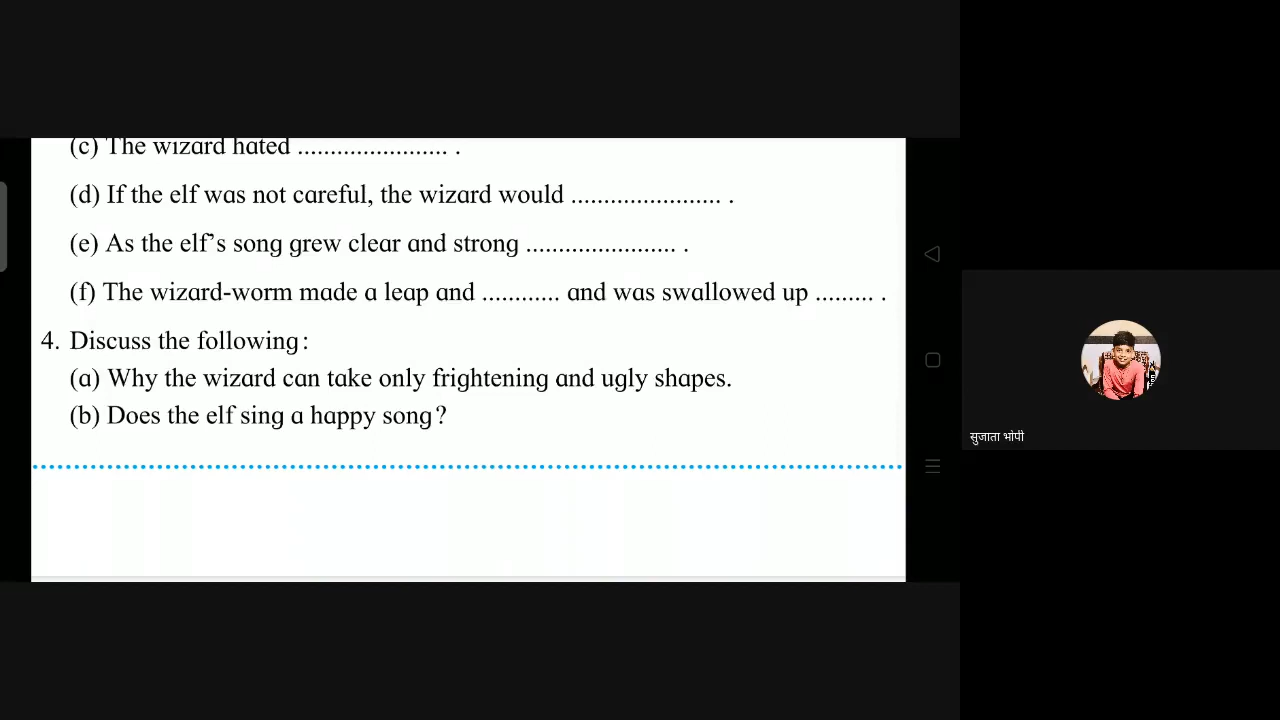 (c) The wizard hated ....................... .
(d) If the elf was not careful, the wizard would ....................... .
(e) As the elf’s song grew clear and strong ....................... .
(f) The wizard-worm made a leap and ............ and was swallowed up ......... .
4. Discuss the following:
(a) Why the wizard can take only frightening and ugly shapes.
(b) Does the elf sing a happy song?
सुजाता भोपी